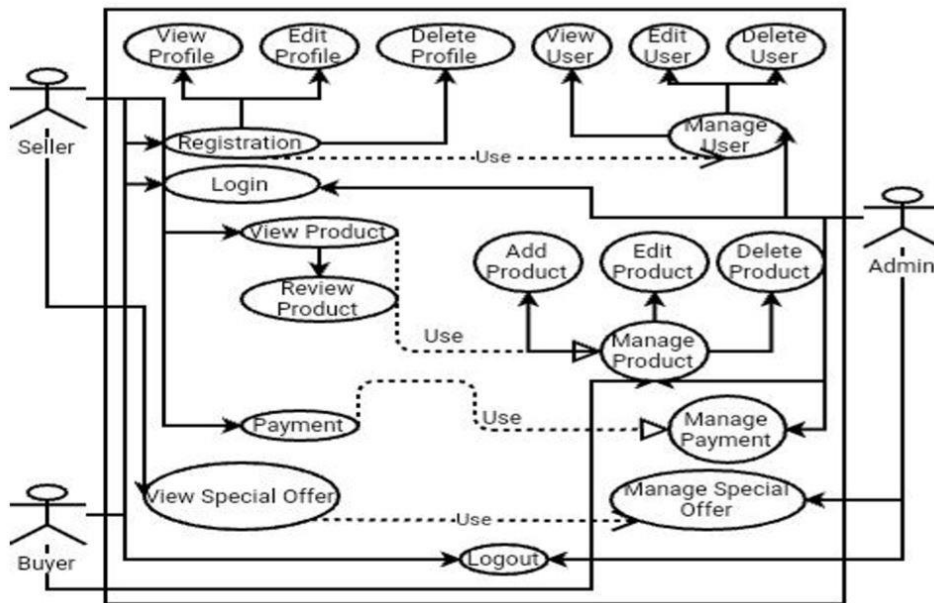 View
Profile
Edit
Profile
Delete
Profile
View
User
Edit
User
Delete
User
Seller
Registration
Use
Manage
User
Login
View Product
Add
Product
Edit
Product
Delete
Product
Admin
Review
Product
Use
Manage
Product
Payment
Use
Manage
Payment
View Special Offer
Manage Special
Offer
Use
Buyer
Logout